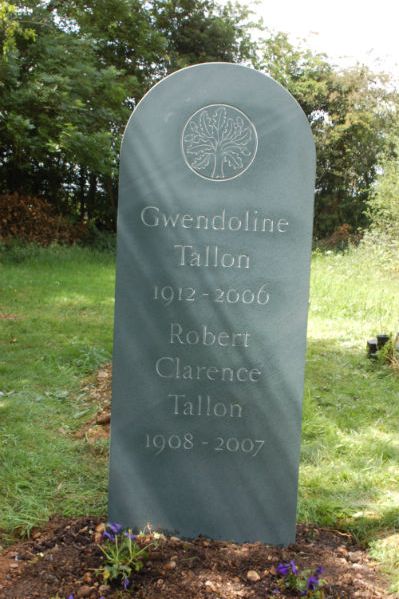 Gwendoline
Tallon
1912 - 2006
Robert
Clarence
Tallon
1908 - 2007